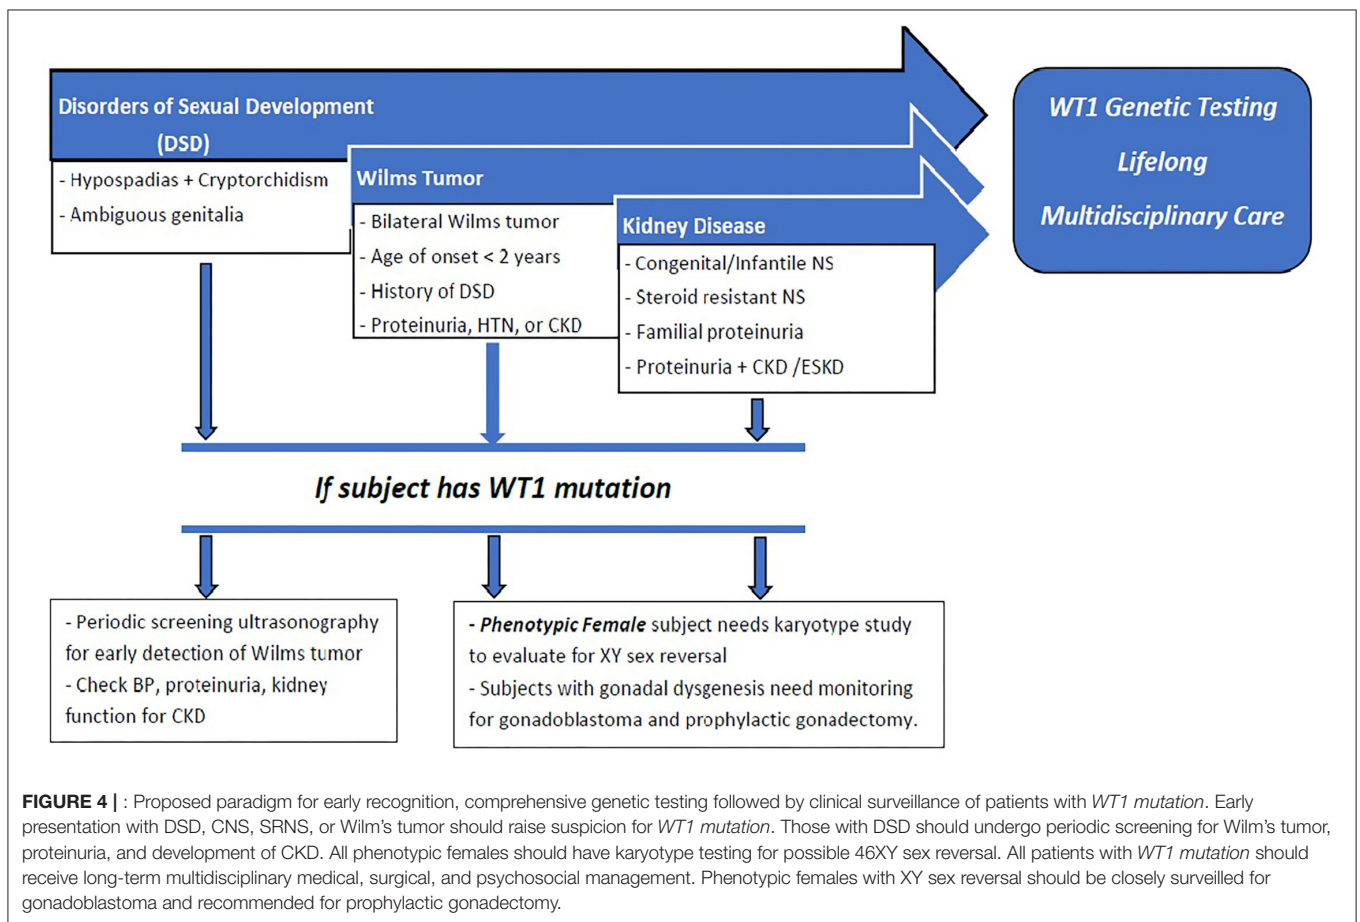 Disorders of Sexual Development
(DSD)
- Hypospadias + Cryptorchidism
- Ambiguous genitalia
Wilms Tumor
- Bilateral Wilms tumor
- Age of onset < 2 years
- History of DSD
- Proteinuria, HTN, or CKD
Kidney Disease
- Congenital/Infantile NS
- Steroid resistant NS
- Familial proteinuria
- Proteinuria + CKD /ESKD
WT1 Genetic Testing
Lifelong
Multidisciplinary Care
If subject has WT1 mutation
- Periodic screening ultrasonography
for early detection of Wilms tumor
- Check BP, proteinuria, kidney
function for CKD
- Phenotypic Female subject needs karyotype study
to evaluate for XY sex reversal
- Subjects with gonadal dysgenesis need monitoring
for gonadoblastoma and prophylactic gonadectomy.
FIGURE 4 | : Proposed paradigm for early recognition, comprehensive genetic testing followed by clinical surveillance of patients with WT1 mutation. Early
presentation with DSD, CNS, SRNS, or Wilm's tumor should raise suspicion for WT1 mutation. Those with DSD should undergo periodic screening for Wilm's tumor,
proteinuria, and development of CKD. All phenotypic females should have karyotype testing for possible 46XY sex reversal. All patients with WT1 mutation should
receive long-term multidisciplinary medical, surgical, and psychosocial management. Phenotypic females with XY sex reversal should be closely surveilled for
gonadoblastoma and recommended for prophylactic gonadectomy.